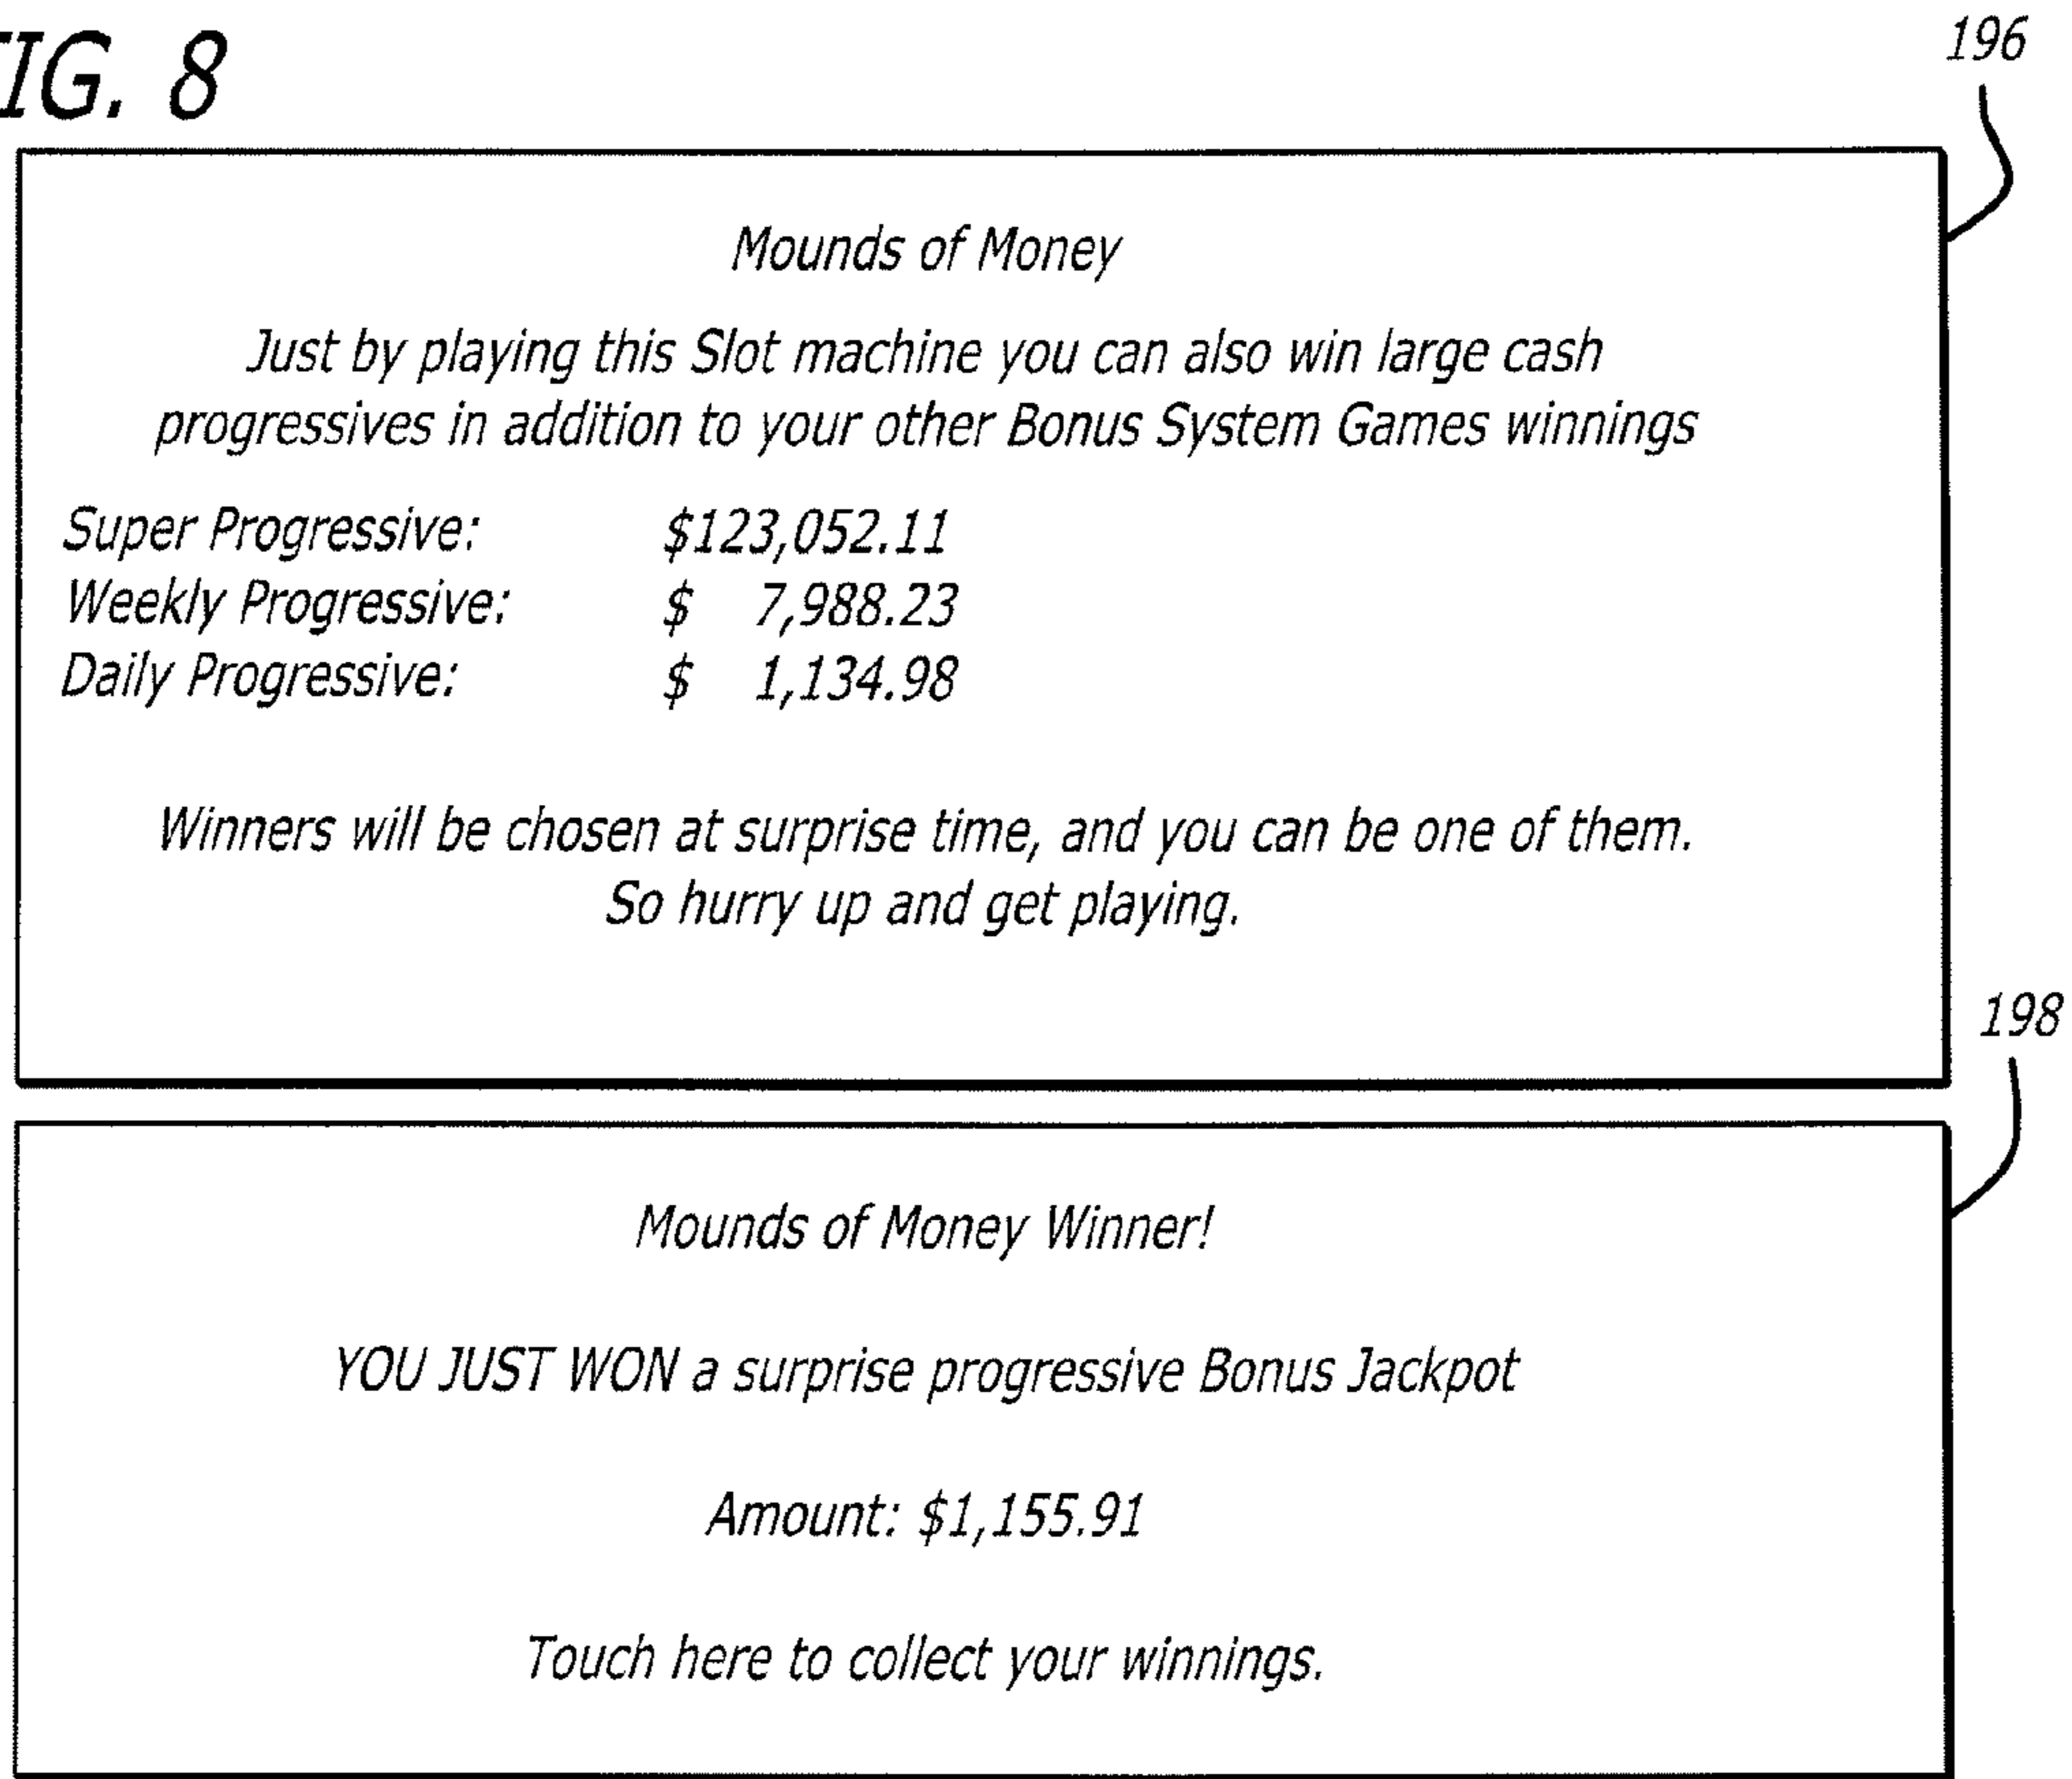 IG. 8
196
Mounds of Money
Just by playing this Slot machine you can also win large cash
progressives in addition to your other Bonus System Games winnings
Super Progressive: $123,052.11
Weekly Progressive: $ 7,988.23
Daily Progressive: $ 1,134.98
Winners will be chosen at surprise time, and you can be one of them.
So hurry up and get playing.
198
Mounds of Money Winner!
YOU JUST WON a surprise progressive Bonus Jackpot
Amount: $1,155.91
Touch here to collect your winnings.